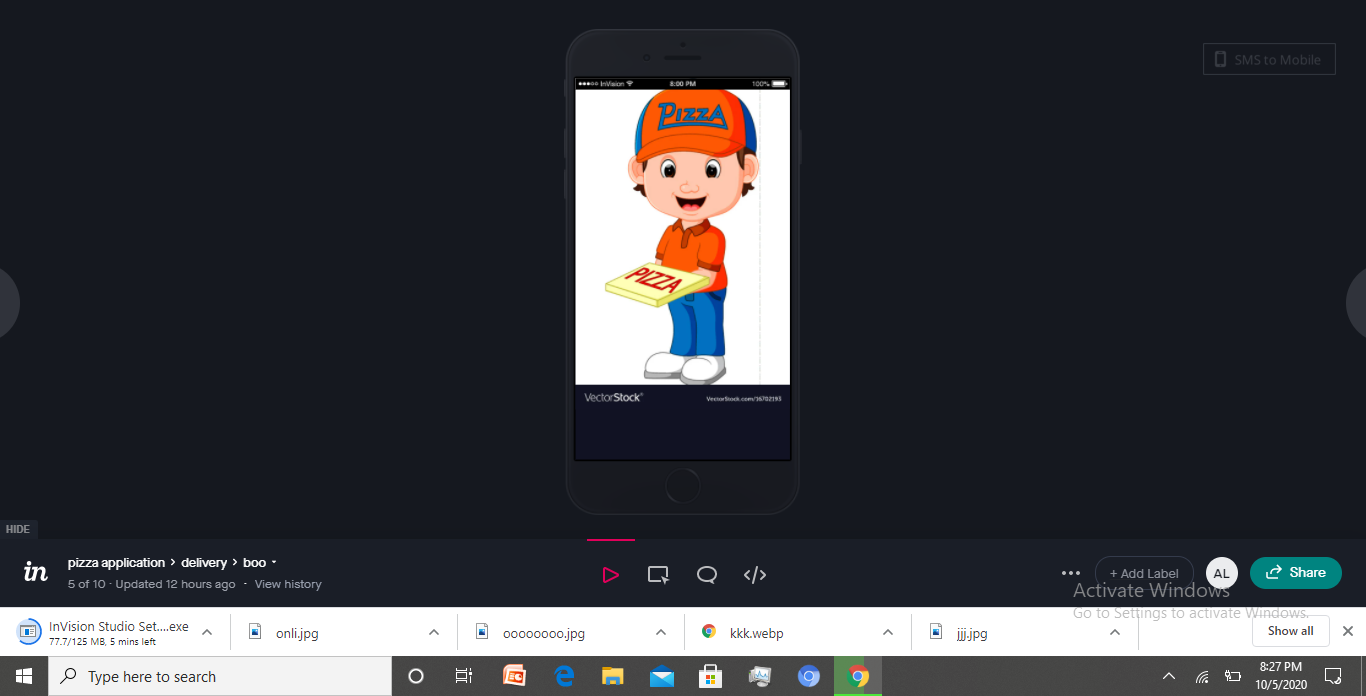 SMS to Mobile
InVision 8:00 PM 100%
PIZZA
PIZZA
VectorStock® VectorStock.com/16702193
HIDE
in
pizza application > delivery > boo
5 of 10 · Updated 12 hours ago · View history
+ Add Label
AL
Share
Activate Windows
Go to Settings to activate Windows.
InVision Studio Set....exe
77.7/125 MB, 5 mins left
onli.jpg
oooooooo.jpg
kkk.webp
jjj.jpg
Show all
Type here to search
8:27 PM
10/5/2020